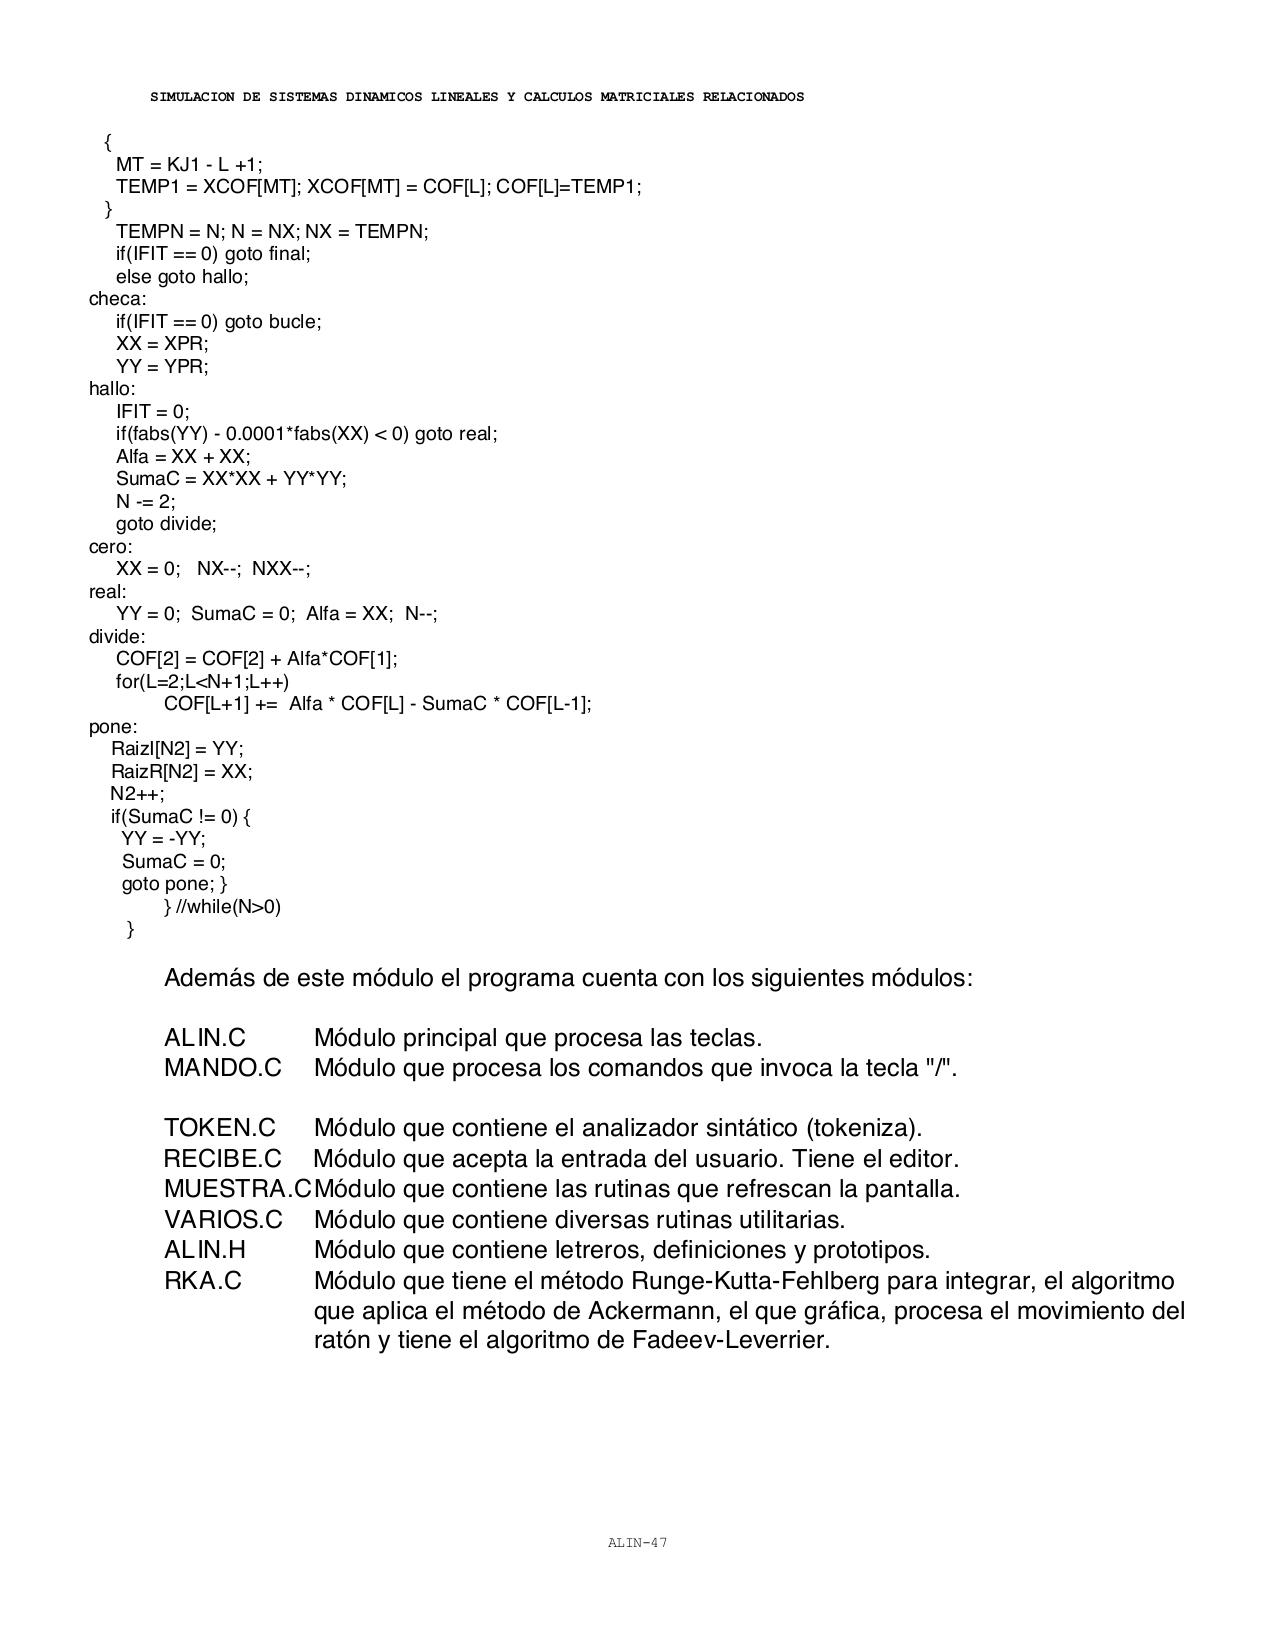 SIMULACION DE SISTEMAS DINAMICOS LINEALES Y CALCULOS MATRICIALES RELACIONADOS
{
MT = KJ1 - L +1;
TEMP1 = XCOF[MT]; XCOF[MT] = COF[L]; COF[L]=TEMP1;
}
TEMPN = N; N = NX; NX = TEMPN;
if(IFIT == 0) goto final;
else goto hallo;
checa:
if(IFIT == 0) goto bucle;
XX = XPR;
YY = YPR;
hallo:
IFIT = 0;
if(fabs(YY) - 0.0001*fabs(XX) < 0) goto real;
Alfa = XX + XX;
SumaC = XX*XX + YY*YY;
N -= 2;
goto divide;
cero:
XX = 0;   NX--;  NXX--;
real:
YY = 0;  SumaC = 0;  Alfa = XX;  N--;
divide:
COF[2] = COF[2] + Alfa*COF[1];
for(L=2;L<N+1;L++)
COF[L+1] +=  Alfa * COF[L] - SumaC * COF[L-1];
pone:
RaizI[N2] = YY;
RaizR[N2] = XX;
N2++;
if(SumaC != 0) {
YY = -YY;
SumaC = 0;
goto pone; }
} //while(N>0)
}
Además de este módulo el programa cuenta con los siguientes módulos:
ALIN.C Módulo principal que procesa las teclas.
MANDO.C Módulo que procesa los comandos que invoca la tecla "/".
TOKEN.C Módulo que contiene el analizador sintático (tokeniza).
RECIBE.C Módulo que acepta la entrada del usuario. Tiene el editor.
MUESTRA.C Módulo que contiene las rutinas que refrescan la pantalla.
VARIOS.C Módulo que contiene diversas rutinas utilitarias.
ALIN.H Módulo que contiene letreros, definiciones y prototipos.
RKA.C Módulo que tiene el método Runge-Kutta-Fehlberg para integrar, el algoritmo
que aplica el método de Ackermann, el que gráfica, procesa el movimiento del
ratón y tiene el algoritmo de Fadeev-Leverrier.
ALIN-47